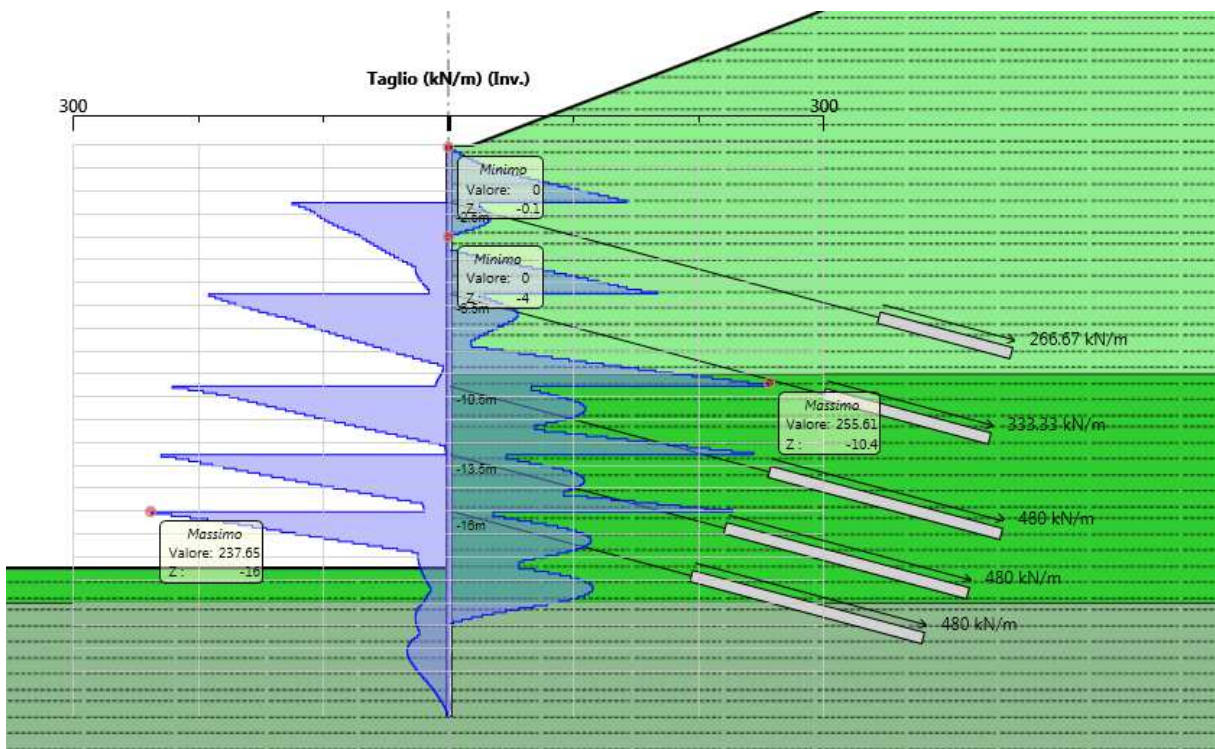 Taglio (kN/m) (Inv.)
300
300
Minimo
Valore: 0
Z : -0.1
-2.5m
Minimo
Valore: 0
Z : -4
-6.5m
266.67 kN/m
-10.5m
Massimo
Valore: 255.61
Z : -10.4
333.33 kN/m
-13.5m
480 kN/m
-16m
Massimo
Valore: 237.65
Z : -16
480 kN/m
480 kN/m